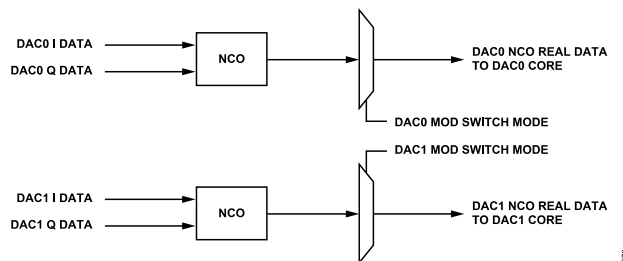 DAC0 I DATA
DAC0 Q DATA
NCO
DAC0 NCO REAL DATA
TO DAC0 CORE
DAC0 MOD SWITCH MODE
DAC1 MOD SWITCH MODE
DAC1 I DATA
DAC1 Q DATA
NCO
DAC1 NCO REAL DATA
TO DAC1 CORE